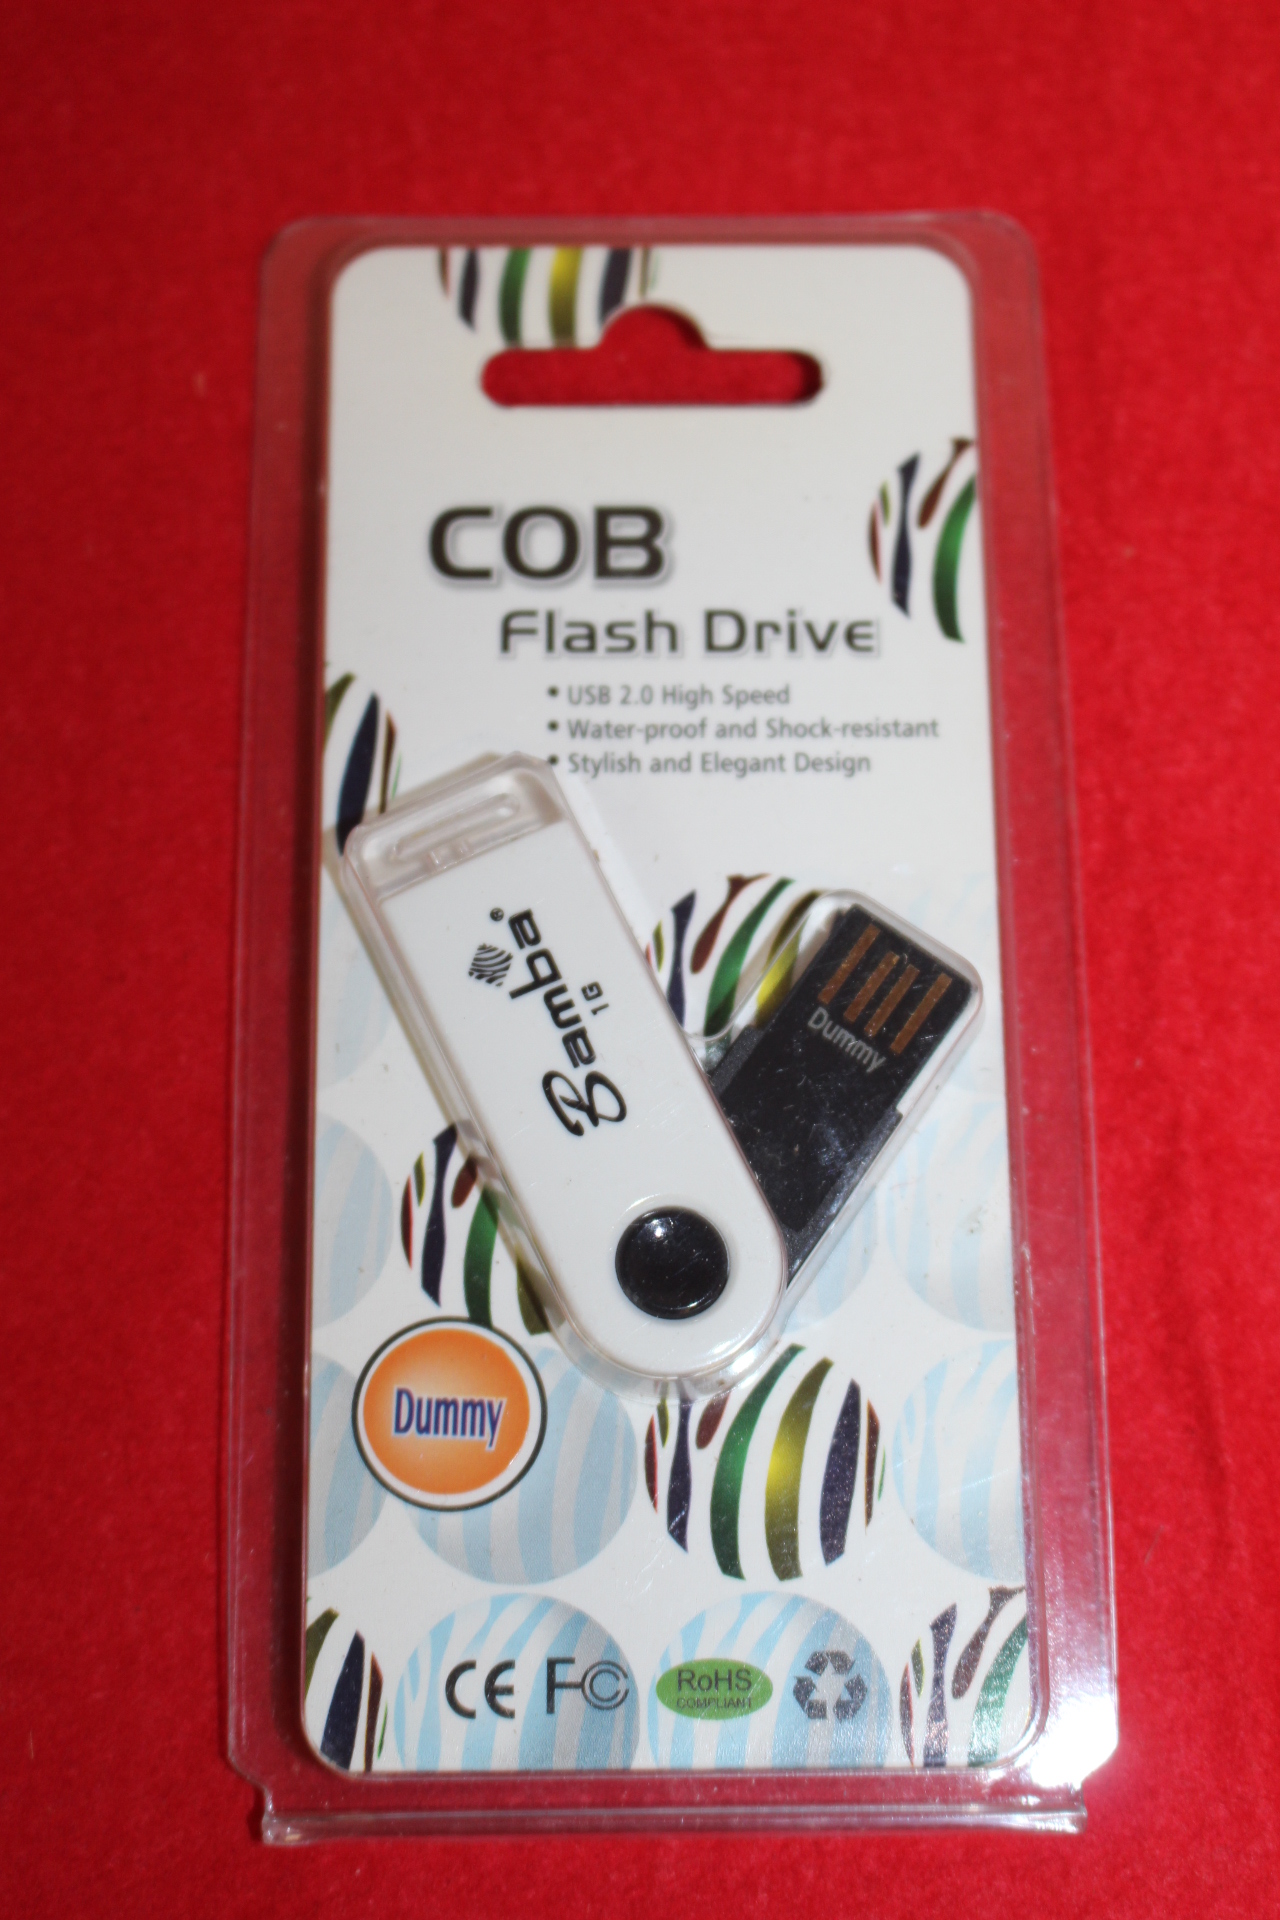 COB
Flash Drive
• USB 2.0 High Speed
• Water-proof and Shock-resistant
• Stylish and Elegant Design
Bamba®
1G
Dummy
Dummy
CE FC RoHS
COMPLIANT